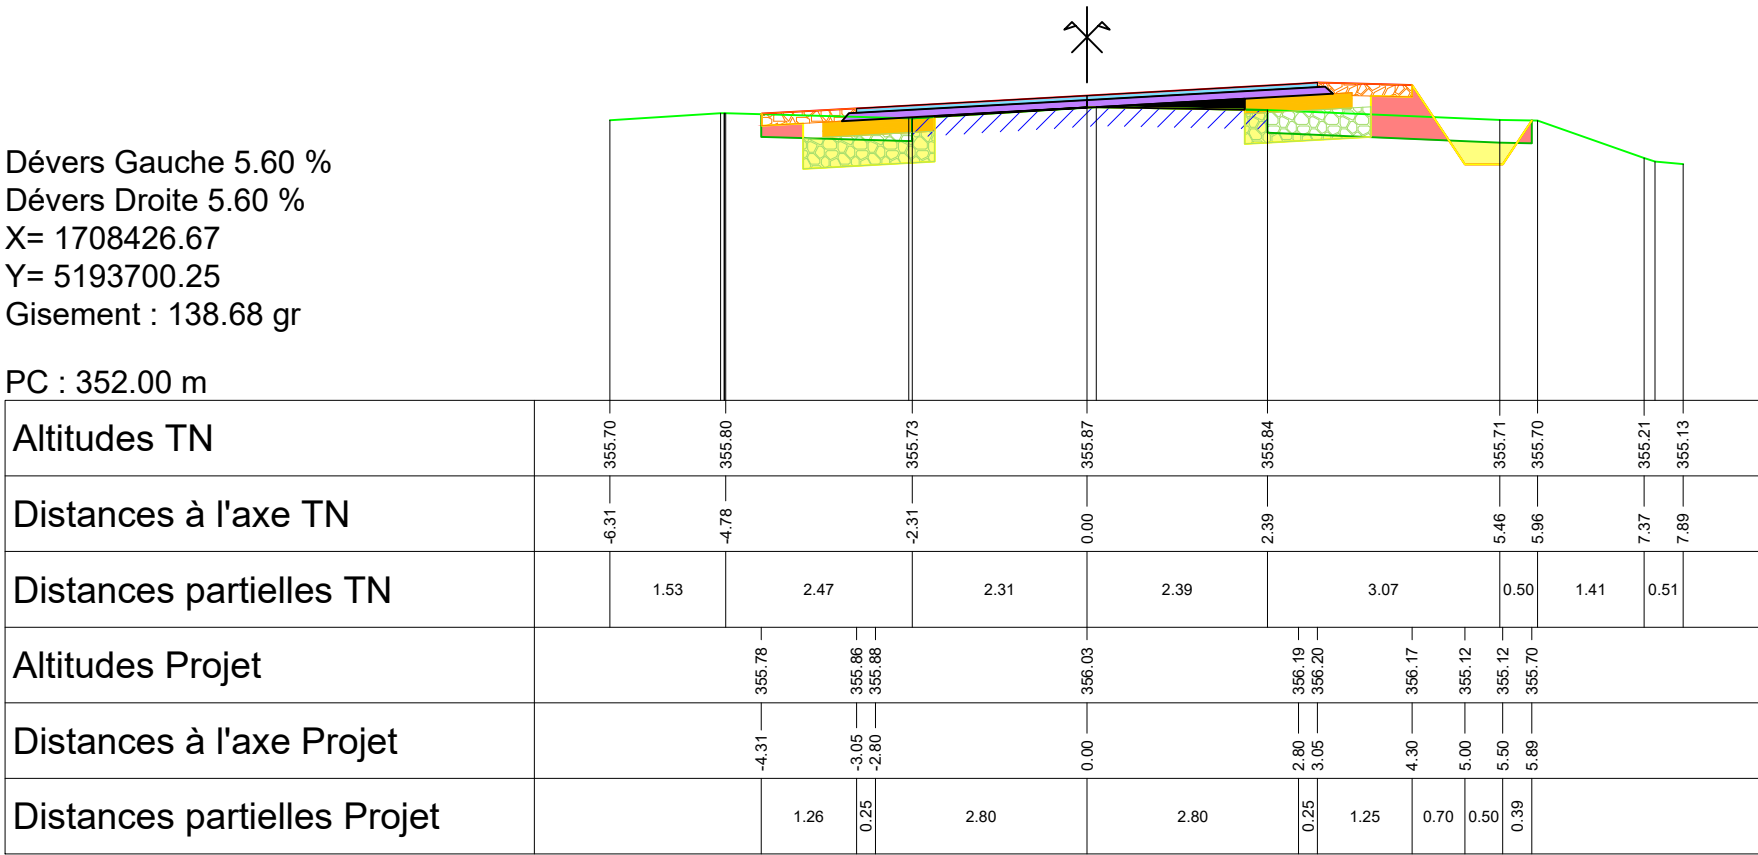 Dévers Gauche 5.60 %
Dévers Droite 5.60 %
X= 1708426.67
Y= 5193700.25
Gisement : 138.68 gr
PC : 352.00 m
Altitudes TN 355.70 355.80 355.73 355.87 355.84 355.71 355.70 355.21 355.13
Distances à l'axe TN -6.31 -4.78 -2.31 0.00 2.39 5.46 5.96 7.37 7.89
Distances partielles TN 1.53 2.47 2.31 2.39 3.07 0.50 1.41 0.51
Altitudes Projet 355.78 355.86 355.88 356.03 356.19 356.20 356.17 355.12 355.12 355.70
Distances à l'axe Projet -4.31 -3.05 -2.80 0.00 2.80 3.05 4.30 5.00 5.50 5.89
Distances partielles Projet 1.26 0.25 2.80 2.80 0.25 1.25 0.70 0.50 0.39